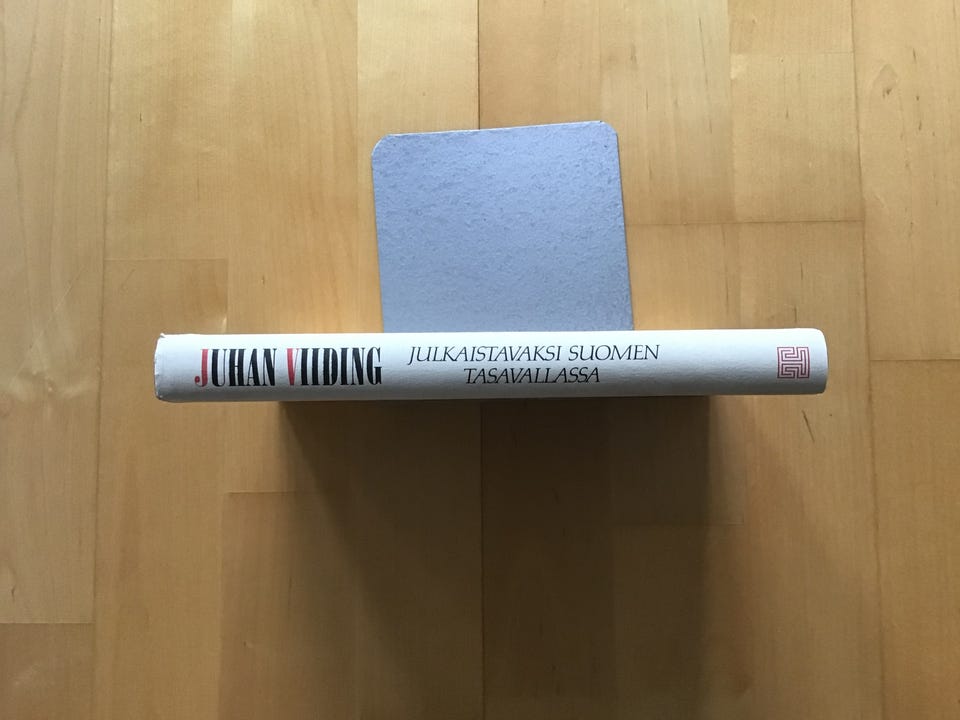 JUHAN VIIDING
JULKAISTAVAKSI SUOMEN
TASAVALLASSA